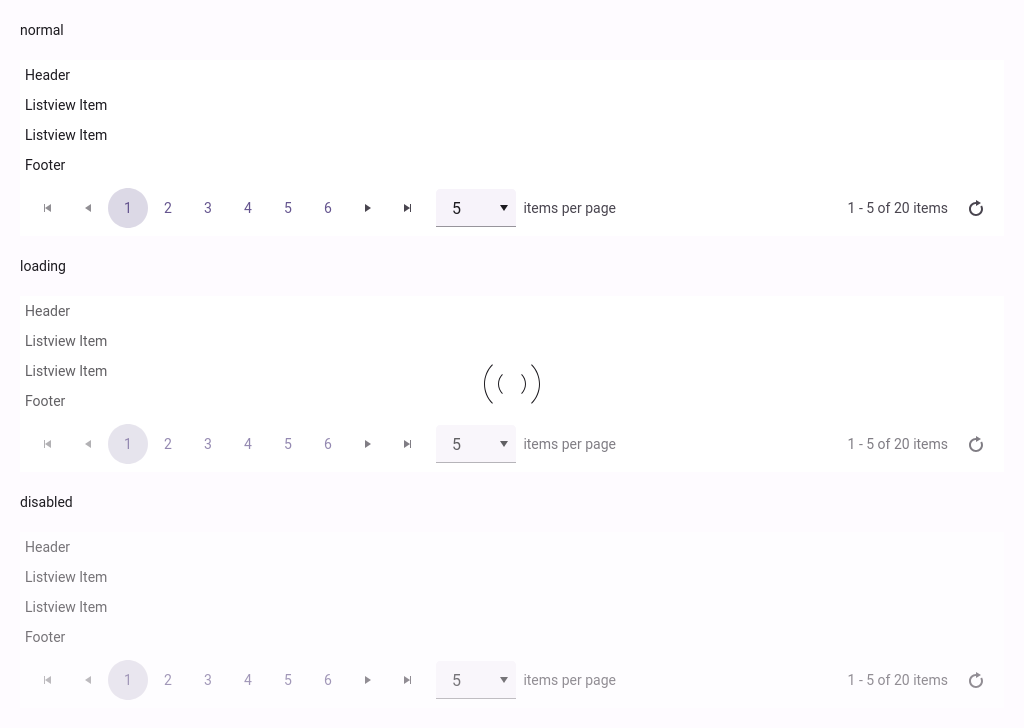 normal
Header
Listview Item
Listview Item
Footer
1 2 3 4 5 6 5 items per page 1 - 5 of 20 items
loading
Header
Listview Item
Listview Item
Footer
1 2 3 4 5 6 5 items per page 1 - 5 of 20 items
disabled
Header
Listview Item
Listview Item
Footer
1 2 3 4 5 6 5 items per page 1 - 5 of 20 items